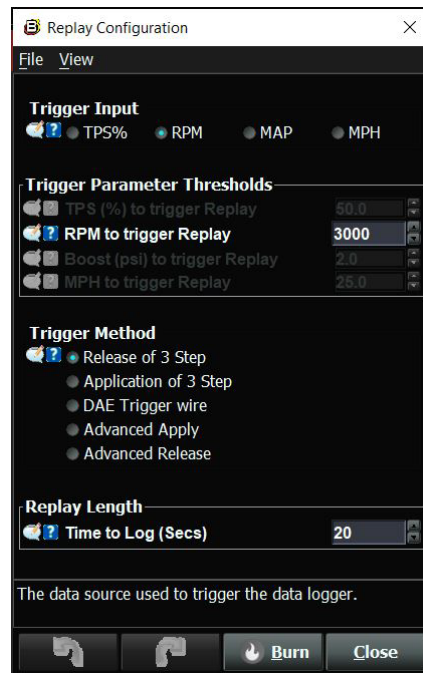 B Replay Configuration
File View
Trigger Input
? TPS% RPM MAP MPH
Trigger Parameter Thresholds
? TPS (%) to trigger Replay 50.0
? RPM to trigger Replay 3000
? Boost (psi) to trigger Replay 2.0
? MPH to trigger Replay 25.0
Trigger Method
? Release of 3 Step
Application of 3 Step
DAE Trigger wire
Advanced Apply
Advanced Release
Replay Length
? Time to Log (Secs) 20
The data source used to trigger the data logger.
Burn Close